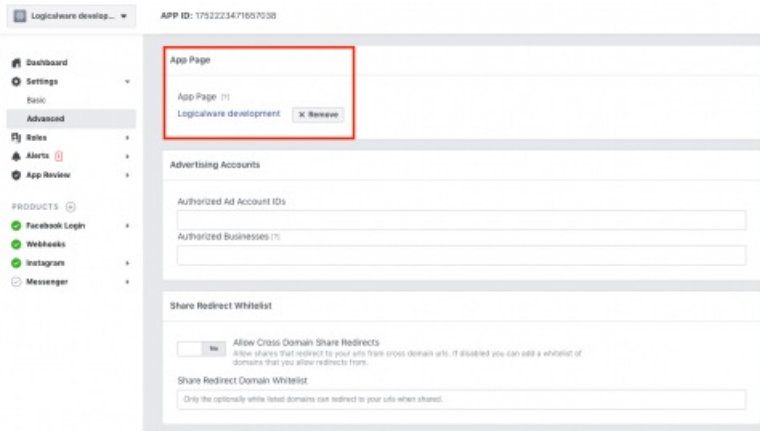 Logicalware develop...
APP ID: 1752223471657038
Dashboard
Settings
Basic
Advanced
Roles
Alerts
App Review
PRODUCTS
Facebook Login
Webhooks
Instagram
Messenger
App Page
App Page [?]
Logicalware development
× Remove
Advertising Accounts
Authorized Ad Account IDs
Authorized Businesses [?]
Share Redirect Whitelist
No
Allow Cross Domain Share Redirects
Allow shares that redirect to your urls from cross domain urls. If disabled you can add a whitelist of
domains that you allow redirects from.
Share Redirect Domain Whitelist
Only the optionally white listed domains can redirect to your urls when shared.